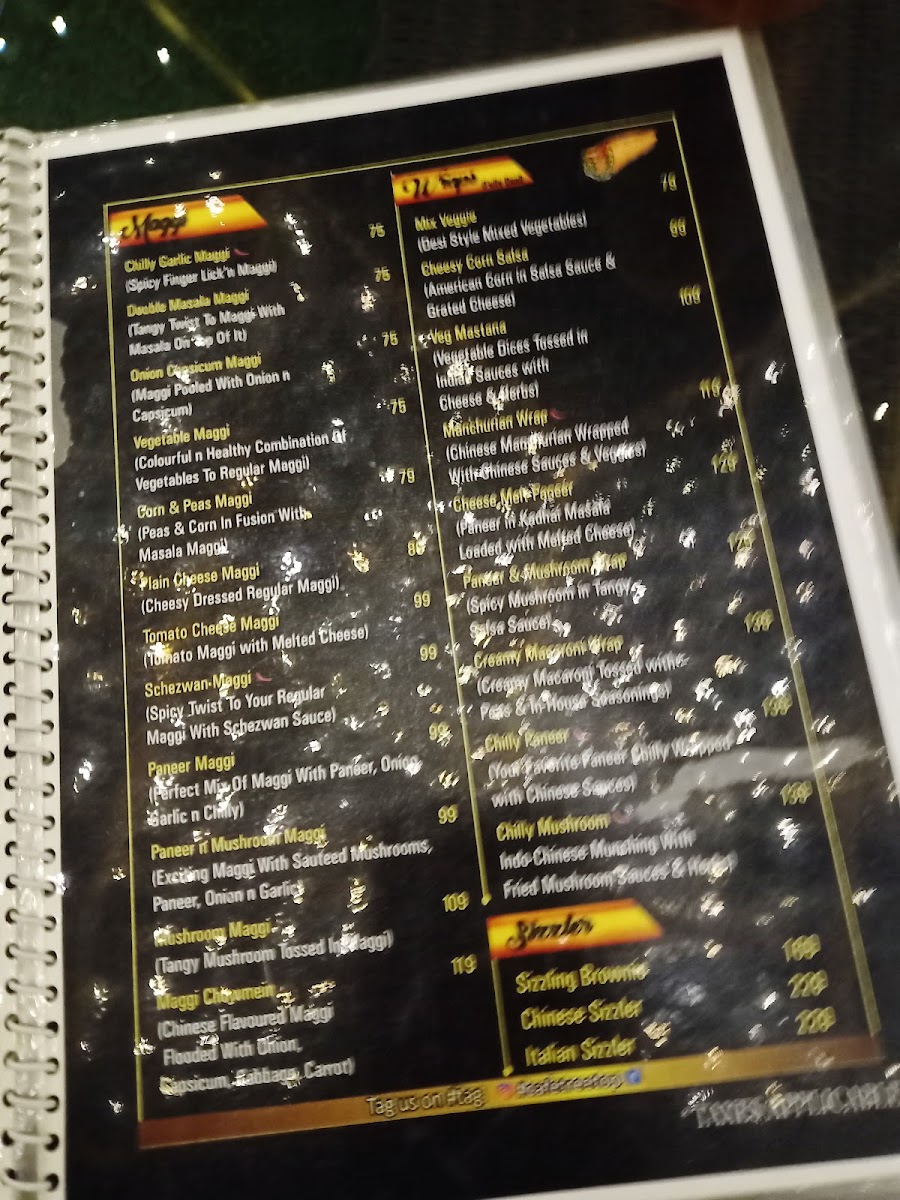 Maggi
Chilly Garlic Maggi 75
(Spicy Finger Lick'n Maggi)
Double Masala Maggi 75
(Tangy Twist To Maggi With
Masala On Top Of It)
Onion Capsicum Maggi 75
(Maggi Pooled With Onion n
Capsicum)
Vegetable Maggi 75
(Colourful n Healthy Combination of
Vegetables To Regular Maggi)
Corn & Peas Maggi 79
(Peas & Corn In Fusion With
Masala Maggi)
Plain Cheese Maggi
(Cheesy Dressed Regular Maggi)
Tomato Cheese Maggi 99
(Tomato Maggi with Melted Cheese)
Schezwan Maggi 99
(Spicy Twist To Your Regular
Maggi With Schezwan Sauce)
Paneer Maggi 99
(Perfect Mix Of Maggi With Paneer, Onion
Garlic n Chilly)
Paneer n Mushroom Maggi 99
(Exciting Maggi With Sauteed Mushrooms,
Paneer, Onion n Garlic)
Mushroom Maggi 109
(Tangy Mushroom Tossed In Maggi)
Maggi Chowmein 119
(Chinese Flavoured Maggi
Flooded With Onion,
Capsicum, Cabbage, Carrot)
Wraps
Mix Veggie
(Desi Style Mixed Vegetables)
Cheesy Corn Salsa 99
(American Corn In Salsa Sauce &
Grated Cheese)
Veg Mastana
(Vegetable Dices Tossed in
Indian Sauces with
Cheese & Herbs)
Manchurian Wrap
(Chinese Manchurian Wrapped
With Chinese Sauces & Veggies)
Cheese Melt Paneer 129
(Paneer In Kadhai Masala
Loaded with Melted Cheese)
Paneer & Mushroom Wrap
(Spicy Mushroom in Tangy
Salsa Sauce)
Creamy Macaroni Wrap 139
(Creamy Macaroni Tossed with
Peas & In-House Seasonings)
Chilly Paneer 139
(Your Favorite Paneer Chilly Wrapped
with Chinese Sauces)
Chilly Mushroom 139
Indo-Chinese Munching With
Fried Mushroom Sauces & Herbs)
Sizzler
Sizzling Brownie
Chinese Sizzler
Italian Sizzler
Tag us on #tag